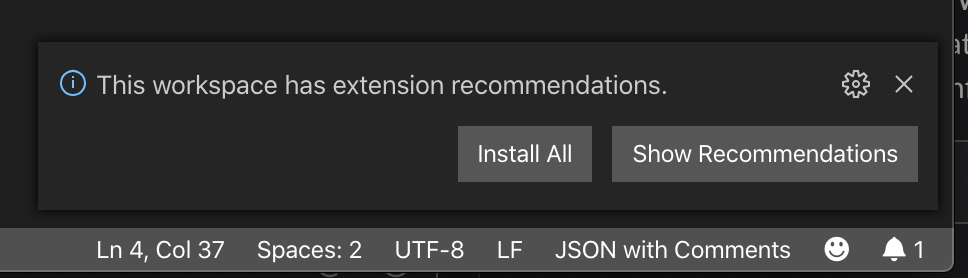 This workspace has extension recommendations.
Install All Show Recommendations
Ln 4, Col 37 Spaces: 2 UTF-8 LF JSON with Comments 1